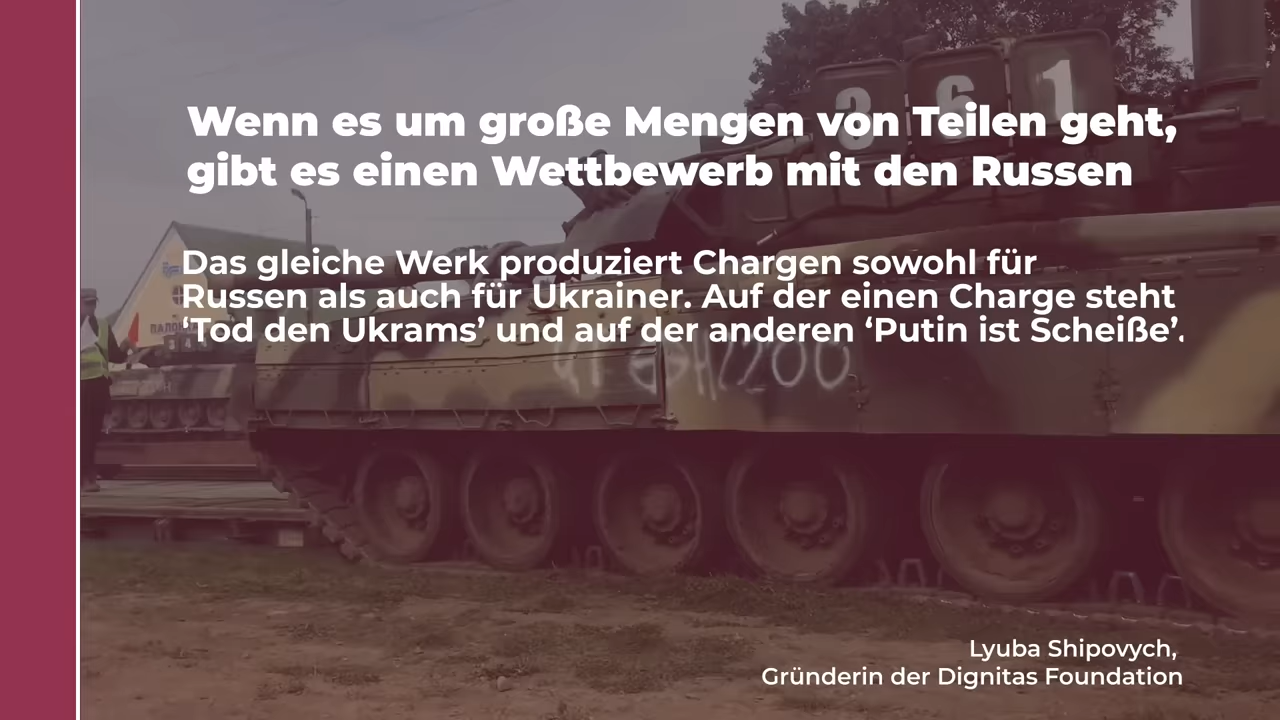 Wenn es um große Mengen von Teilen geht,
gibt es einen Wettbewerb mit den Russen
361
Das gleiche Werk produziert Chargen sowohl für
Russen als auch für Ukrainer. Auf der einen Charge steht
‘Tod den Ukrams’ und auf der anderen ‘Putin ist Scheiße’.
Lyuba Shipovych,
Gründerin der Dignitas Foundation